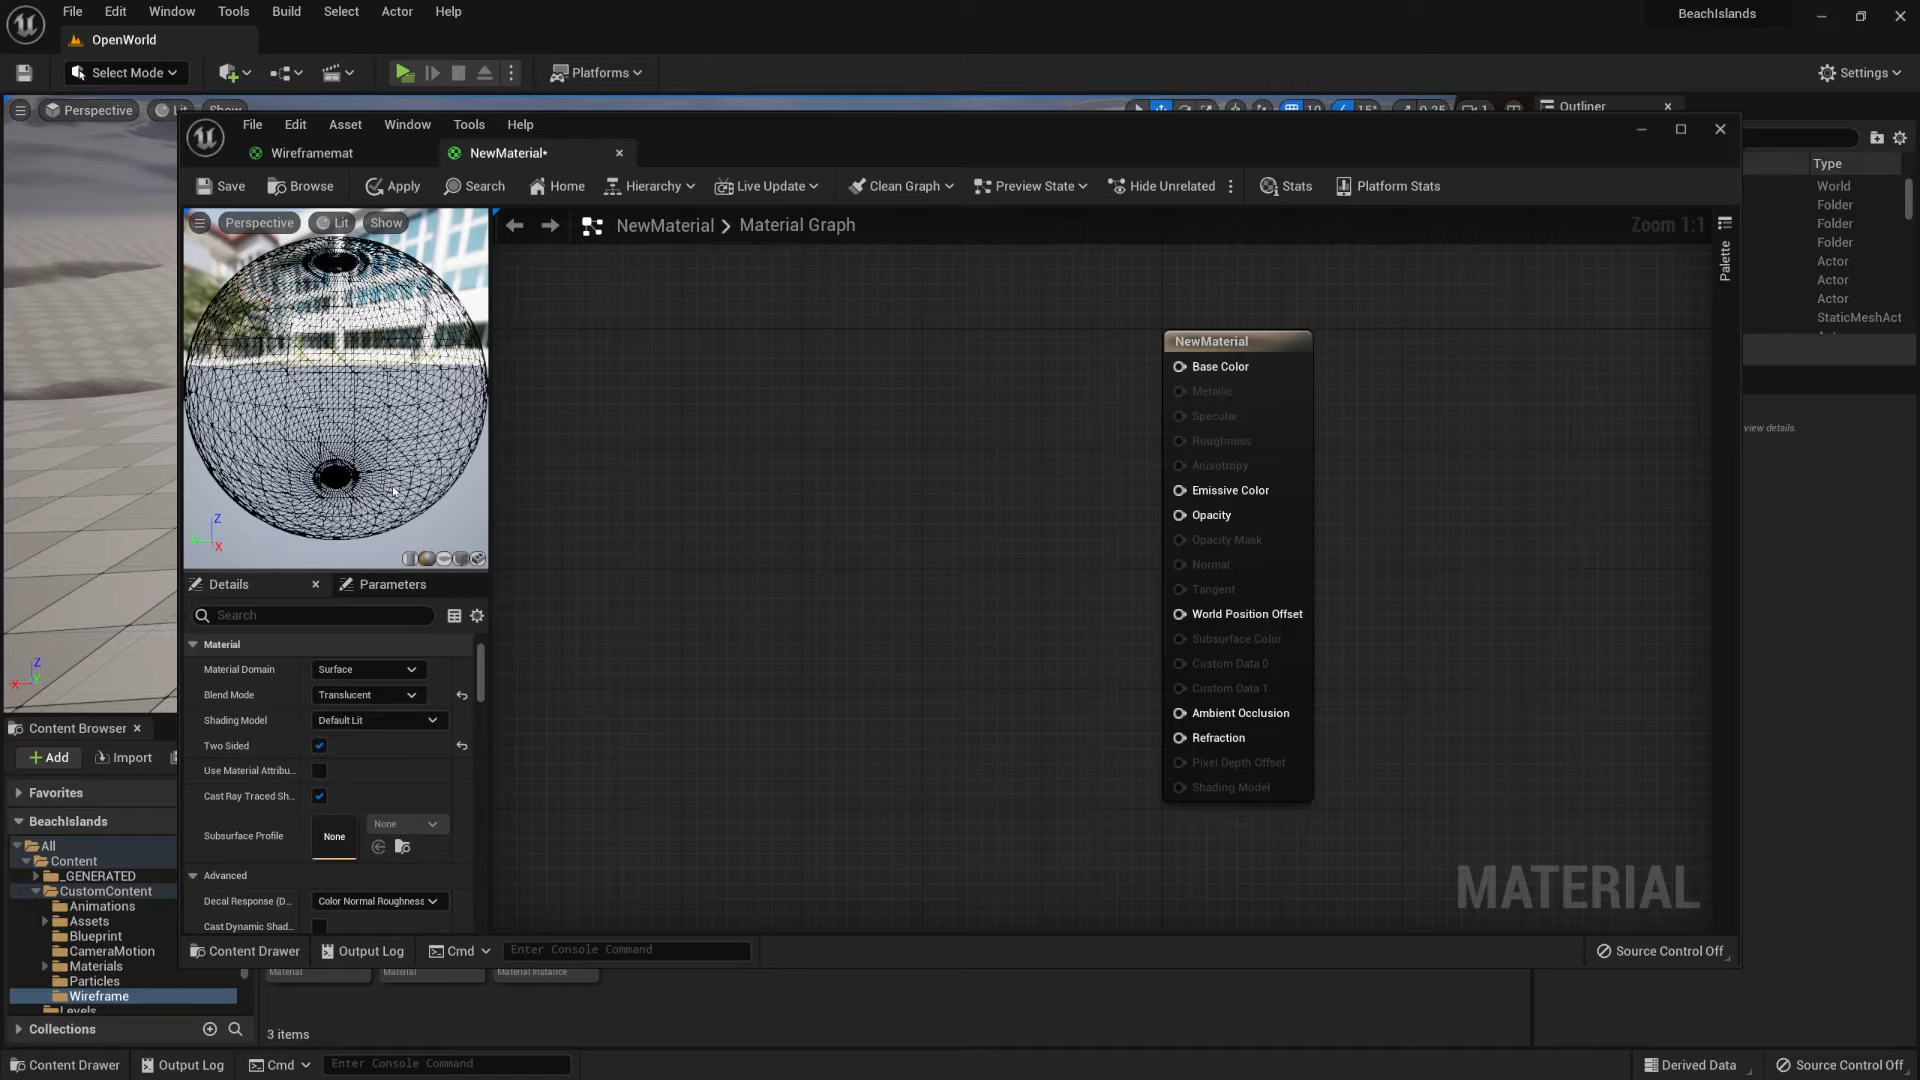 File Edit Window Tools Build Select Actor Help
BeachIslands
OpenWorld
Select Mode
Platforms
Settings
Perspective Lit Show
10 15° 0.25 1
Outliner
File Edit Asset Window Tools Help
Wireframemat
NewMaterial*
Save Browse Apply Search Home Hierarchy Live Update Clean Graph Preview State Hide Unrelated Stats Platform Stats
Type
World
Folder
Folder
Folder
Actor
Actor
Actor
StaticMeshAct
view details.
Perspective Lit Show
NewMaterial > Material Graph
Zoom 1:1
Palette
NewMaterial
Base Color
Metallic
Specular
Roughness
Anisotropy
Emissive Color
Opacity
Opacity Mask
Normal
Tangent
World Position Offset
Subsurface Color
Custom Data 0
Custom Data 1
Ambient Occlusion
Refraction
Pixel Depth Offset
Shading Model
MATERIAL
Z
X
Details
Parameters
Search
Material
Material Domain Surface
Blend Mode Translucent
Shading Model Default Lit
Two Sided
Use Material Attribu...
Cast Ray Traced Sh...
Subsurface Profile None None
Advanced
Decal Response (D... Color Normal Roughness
Cast Dynamic Shad...
Content Drawer Output Log Cmd Enter Console Command
Source Control Off
Z
X Y
Content Browser
Add Import
Favorites
BeachIslands
All
Content
_GENERATED
CustomContent
Animations
Assets
Blueprint
CameraMotion
Materials
Particles
Wireframe
Levels
Collections
Material Material Material Instance
3 items
Content Drawer Output Log Cmd Enter Console Command
Derived Data Source Control Off